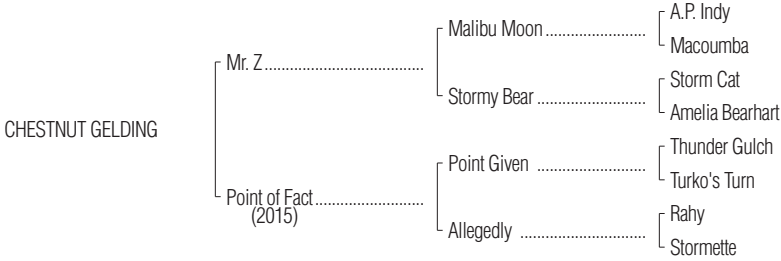 A.P. Indy
Malibu Moon
Macoumba
Mr. Z
Storm Cat
Stormy Bear
Amelia Bearhart
CHESTNUT GELDING
Thunder Gulch
Point Given
Turko's Turn
Point of Fact
(2015)
Rahy
Allegedly
Stormette